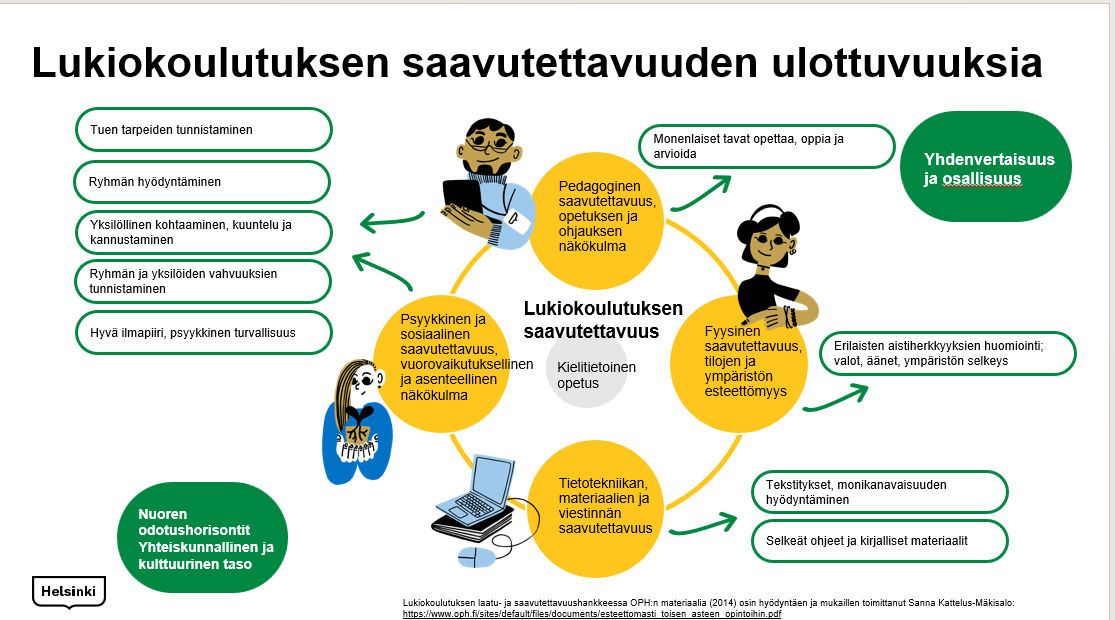 Lukiokoulutuksen saavutettavuuden ulottuvuuksia
Tuen tarpeiden tunnistaminen
Ryhmän hyödyntäminen
Yksilöllinen kohtaaminen, kuuntelu ja
kannustaminen
Ryhmän ja yksilöiden vahvuuksien
tunnistaminen
Hyvä ilmapiiri, psyykkinen turvallisuus
Pedagoginen
saavutettavuus,
opetuksen ja
ohjauksen
näkökulma
Monenlaiset tavat opettaa, oppia ja
arvioida
Yhdenvertaisuus
ja osallisuus
Lukiokoulutuksen
saavutettavuus
Kielitietoinen
opetus
Psyykkinen ja
sosiaalinen
saavutettavuus,
vuorovaikutuksellinen
ja asenteellinen
näkökulma
Fyysinen
saavutettavuus,
tilojen ja
ympäristön
esteettömyys
Erilaisten aistiherkkyyksien huomiointi;
valot, äänet, ympäristön selkeys
Tietotekniikan,
materiaalien ja
viestinnän
saavutettavuus
Tekstitykset, monikanavaisuuden
hyödyntäminen
Selkeät ohjeet ja kirjalliset materiaalit
Nuoren
odotushorisontit
Yhteiskunnallinen ja
kulttuurinen taso
Helsinki
Lukiokoulutuksen laatu- ja saavutettavuushankkeessa OPH:n materiaalia (2014) osin hyödyntäen ja mukaillen toimittanut Sanna Kattelus-Mäkisalo:
https://www.oph.fi/sites/default/files/documents/esteettomasti_toisen_asteen_opintoihin.pdf